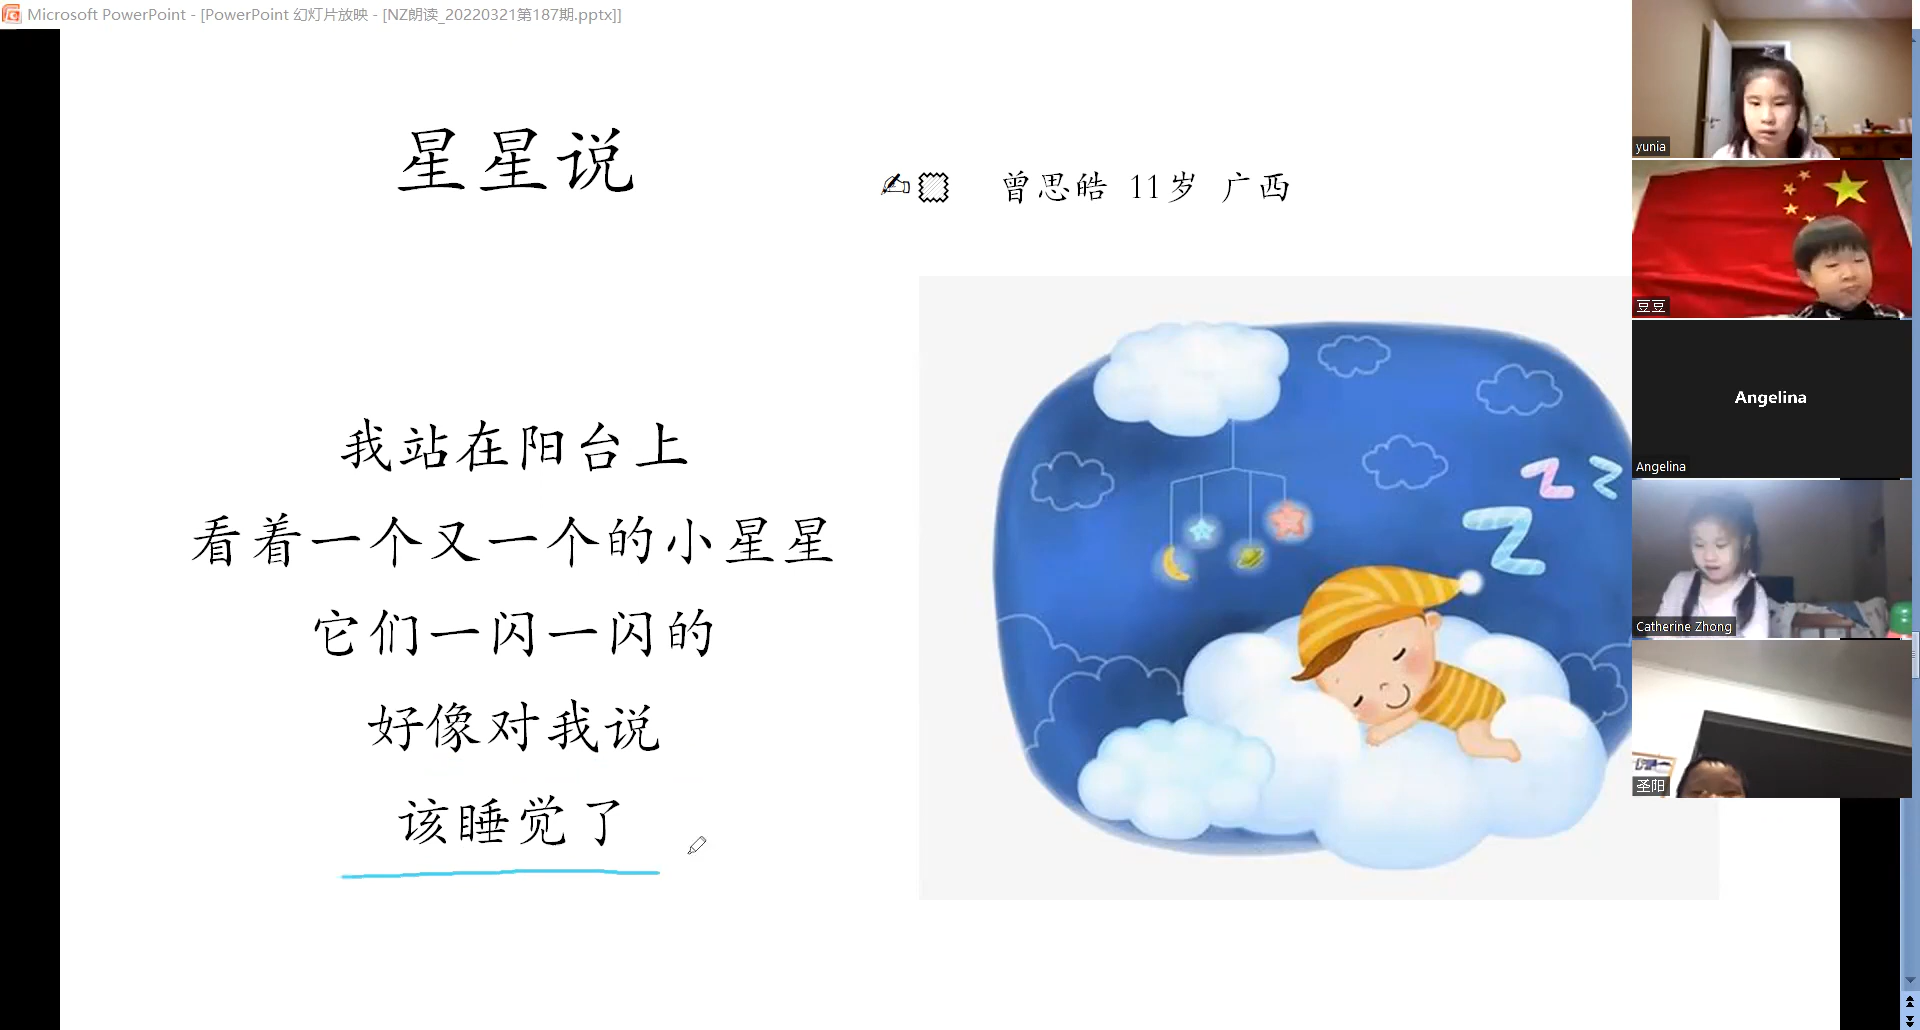 Microsoft PowerPoint - [PowerPoint 幻灯片放映 - [NZ朗读_20220321第187期.pptx]]
星星说
曾思皓 11岁 广西
我站在阳台上
看着一个又一个的小星星
它们一闪一闪的
好像对我说
该睡觉了
z z
Z
yunia
豆豆
Angelina
Angelina
Catherine Zhong
圣阳